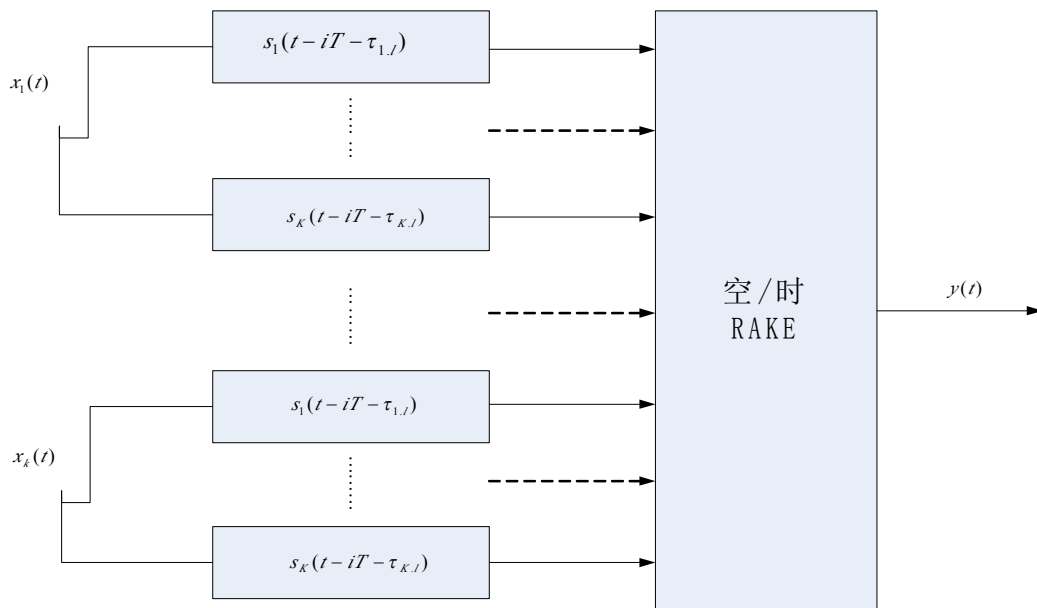 s₁(t − iT − τ₁.ₗ)
x₁(t)
s_K(t − iT − τ_K.ₗ)
空/时
RAKE
y(t)
s₁(t − iT − τ₁.ₗ)
x_k(t)
s_K(t − iT − τ_K.ₗ)